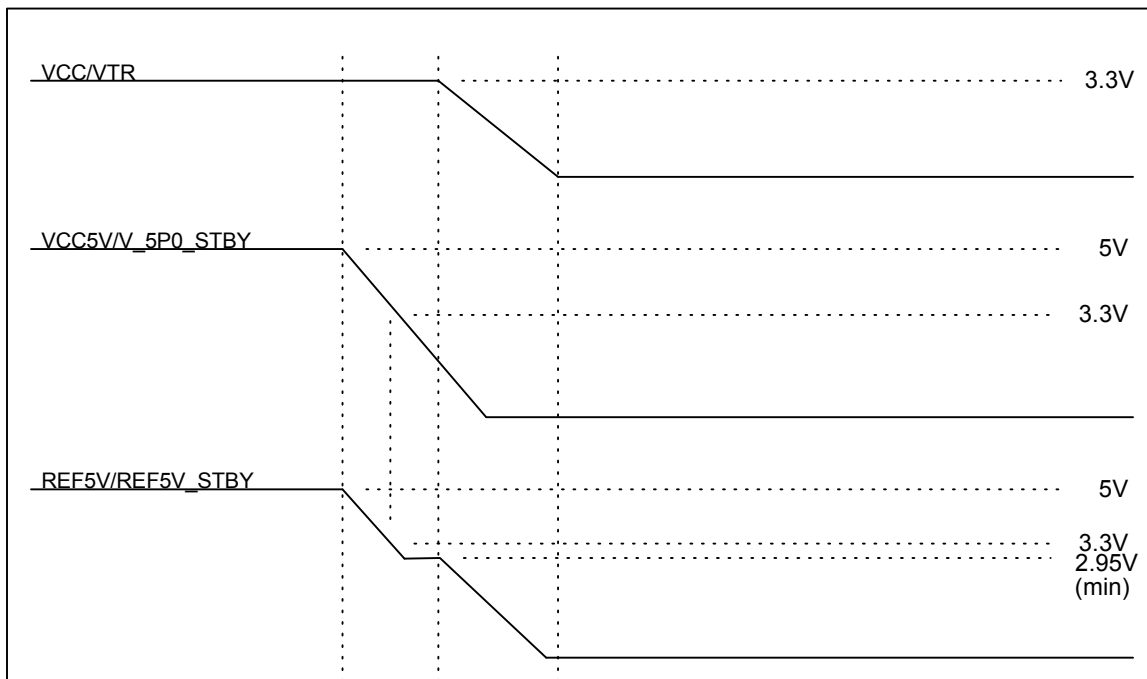 VCC/VTR
3.3V
VCC5V/V_5P0_STBY
5V
3.3V
REF5V/REF5V_STBY
5V
3.3V
2.95V
(min)